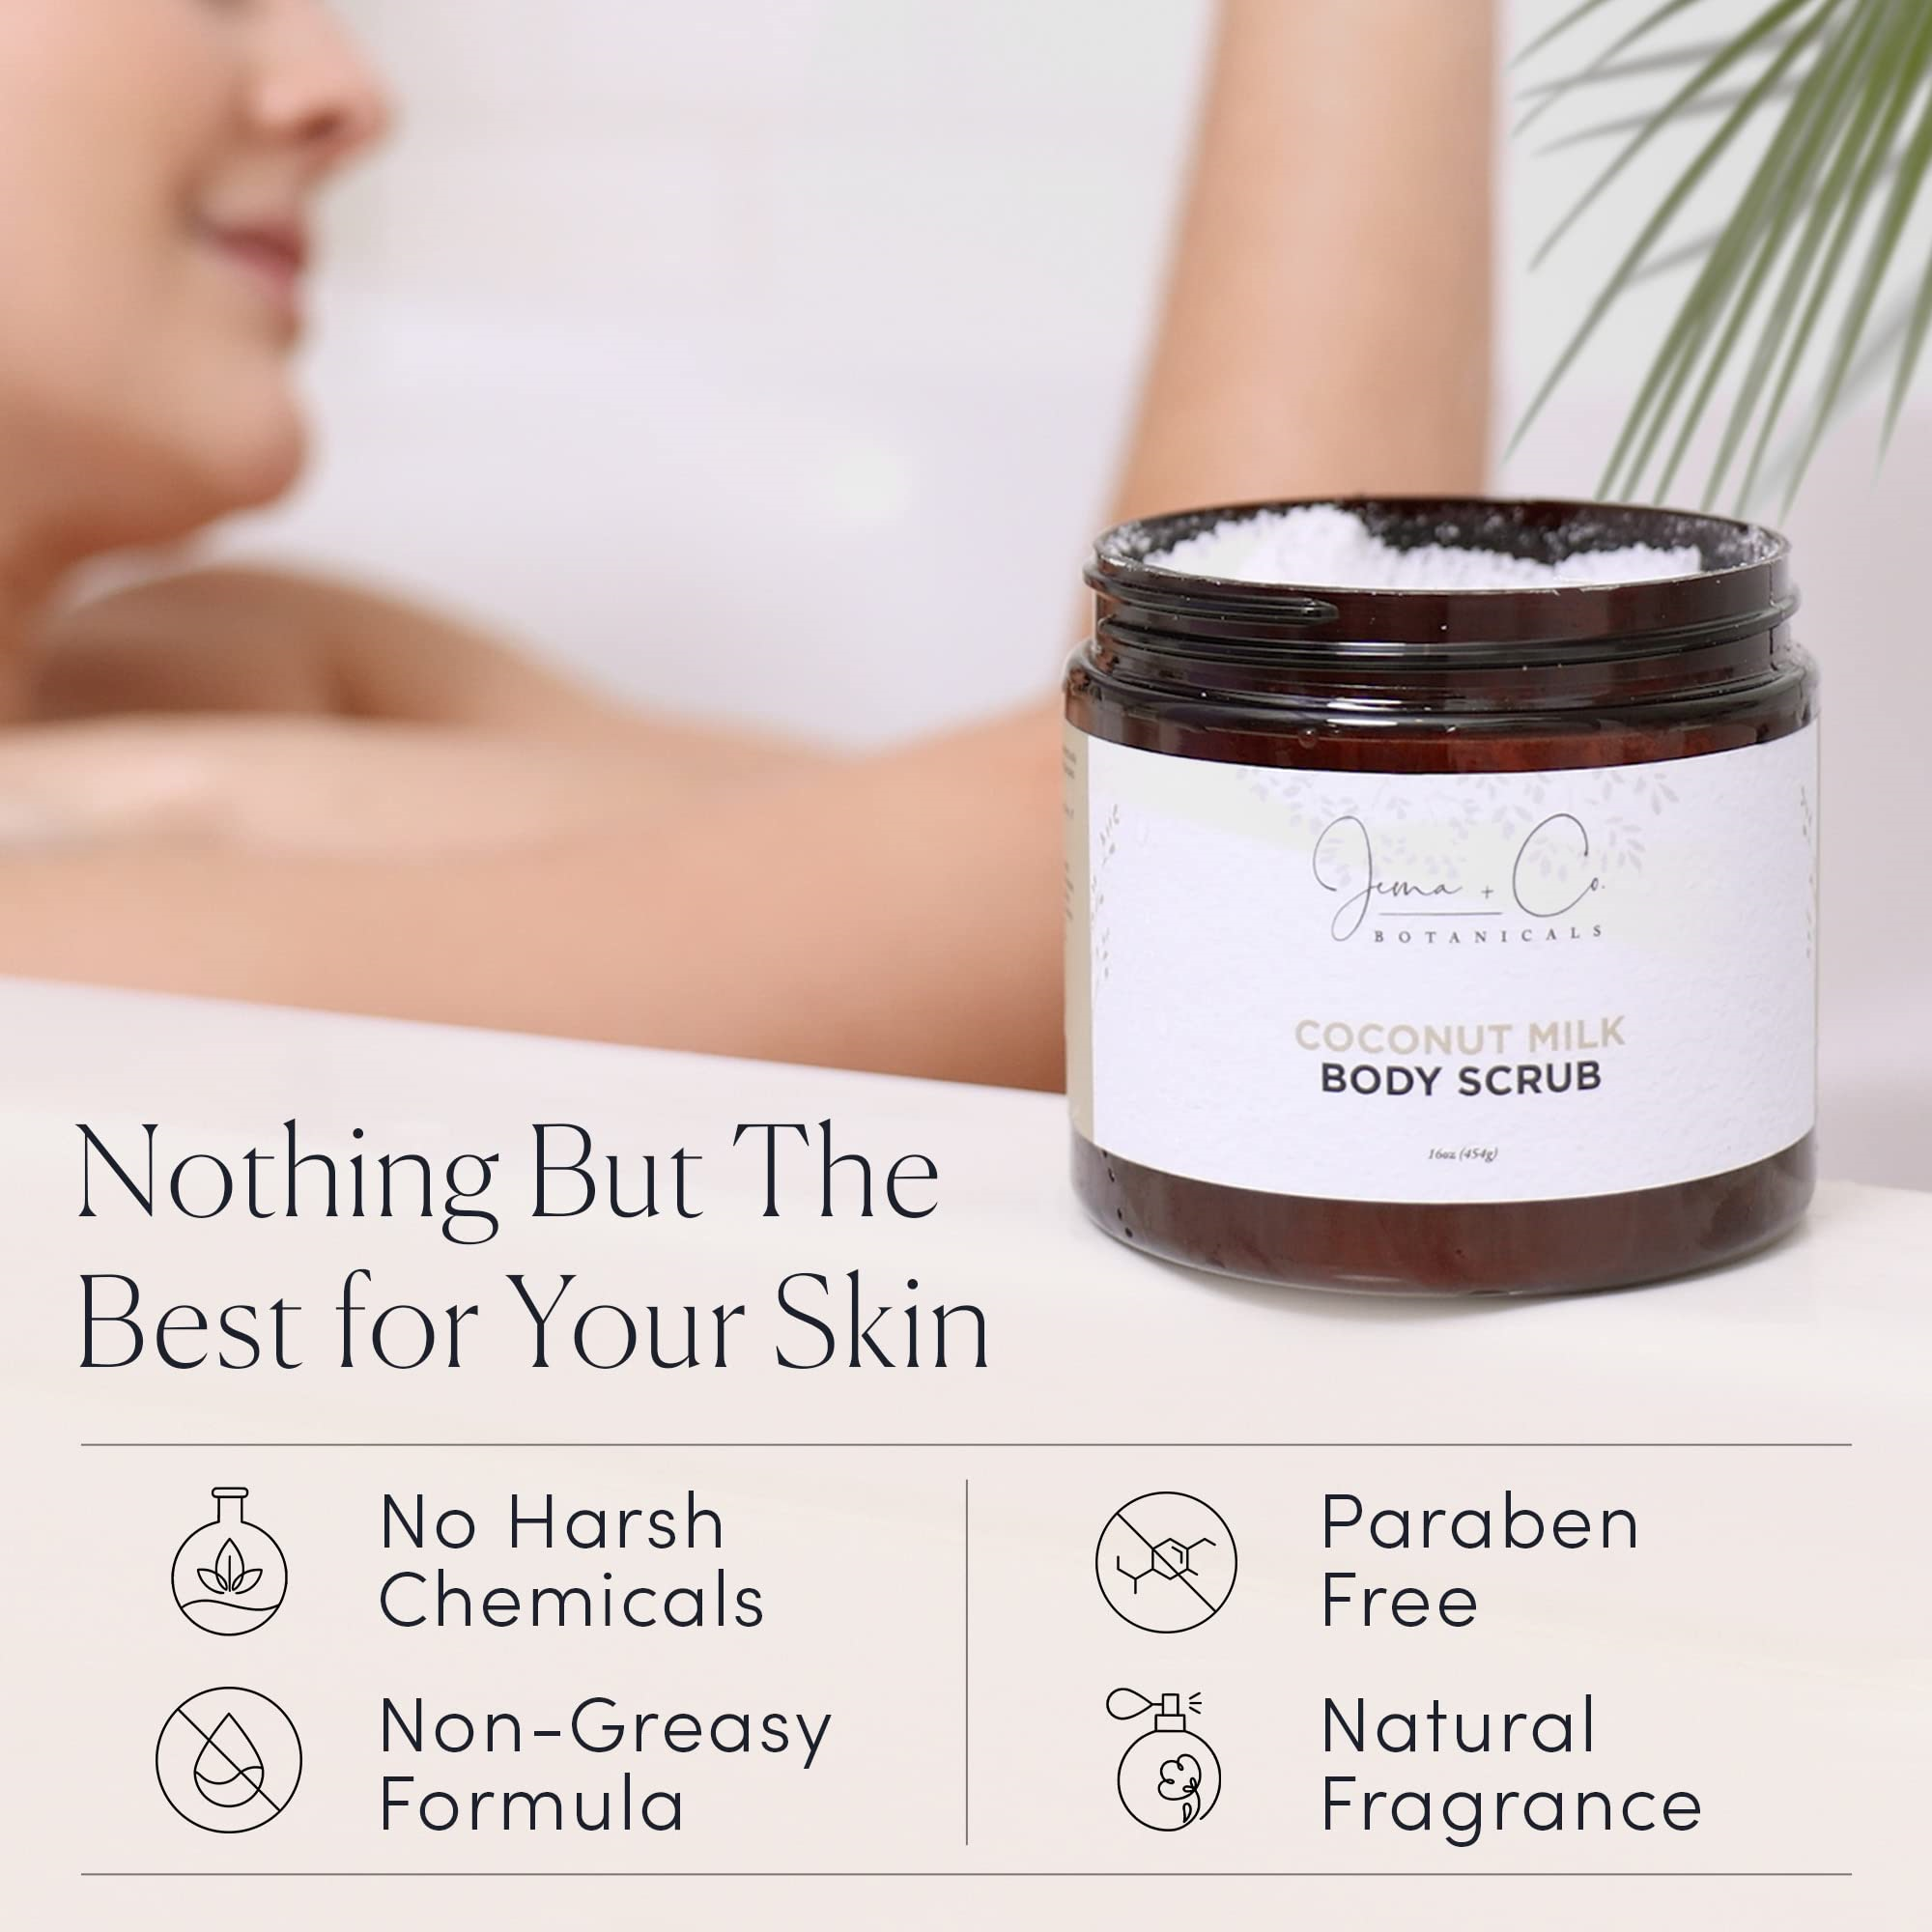 Jema + Co.
BOTANICALS
COCONUT MILK
BODY SCRUB
16oz (454g)
Nothing But The
Best for Your Skin
No Harsh
Chemicals
Paraben
Free
Non-Greasy
Formula
Natural
Fragrance